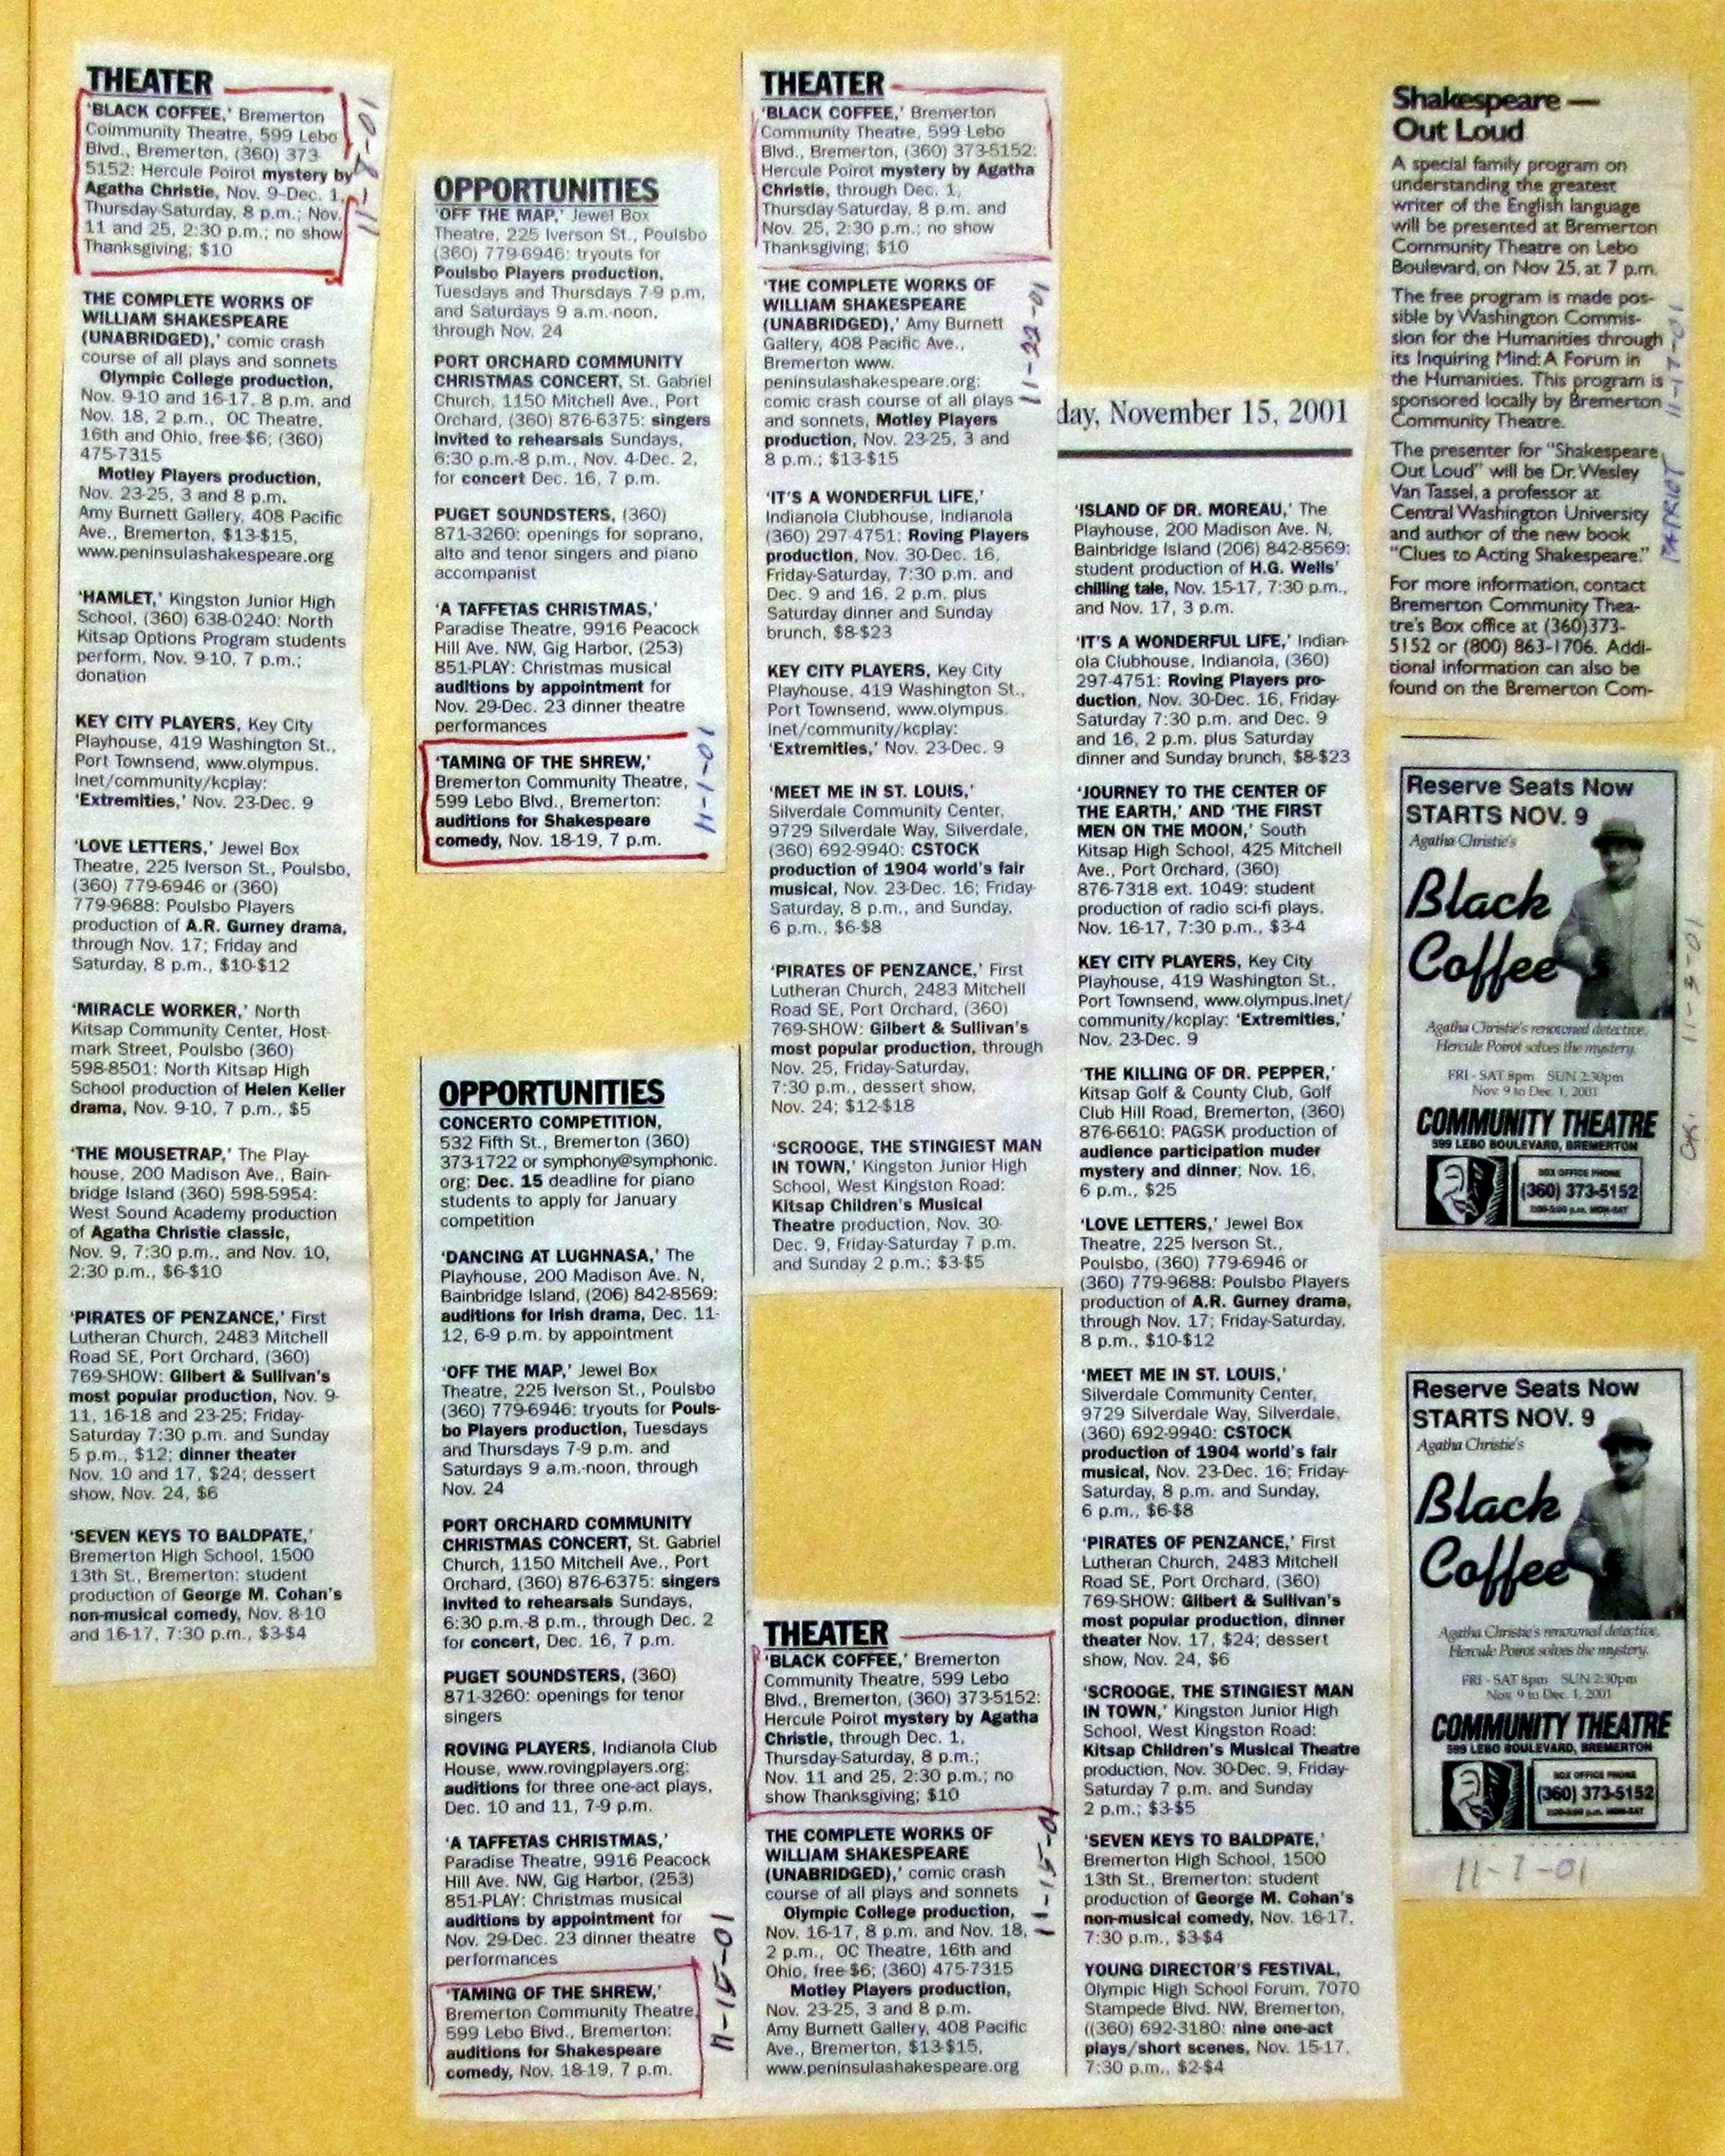 THEATER
'BLACK COFFEE,' Bremerton
Coimmunity Theatre, 599 Lebo
Blvd., Bremerton, (360) 373-
5152: Hercule Poirot mystery by
Agatha Christie, Nov. 9-Dec. 1,
Thursday-Saturday, 8 p.m.; Nov.
11 and 25, 2:30 p.m.; no show
Thanksgiving; $10
11-8-01
THE COMPLETE WORKS OF
WILLIAM SHAKESPEARE
(UNABRIDGED),' comic crash
course of all plays and sonnets
Olympic College production,
Nov. 9-10 and 16-17, 8 p.m. and
Nov. 18, 2 p.m., OC Theatre,
16th and Ohio, free-$6; (360)
475-7315
Motley Players production,
Nov. 23-25, 3 and 8 p.m.
Amy Burnett Gallery, 408 Pacific
Ave., Bremerton, $13-$15,
www.peninsulashakespeare.org
'HAMLET,' Kingston Junior High
School, (360) 638-0240: North
Kitsap Options Program students
perform, Nov. 9-10, 7 p.m.;
donation
KEY CITY PLAYERS, Key City
Playhouse, 419 Washington St.,
Port Townsend, www.olympus.
lnet/community/kcplay:
'Extremities,' Nov. 23-Dec. 9
'LOVE LETTERS,' Jewel Box
Theatre, 225 Iverson St., Poulsbo,
(360) 779-6946 or (360)
779-9688: Poulsbo Players
production of A.R. Gurney drama,
through Nov. 17; Friday and
Saturday, 8 p.m., $10-$12
'MIRACLE WORKER,' North
Kitsap Community Center, Host-
mark Street, Poulsbo (360)
598-8501: North Kitsap High
School production of Helen Keller
drama, Nov. 9-10, 7 p.m., $5
'THE MOUSETRAP,' The Play-
house, 200 Madison Ave., Bain-
bridge Island (360) 598-5954:
West Sound Academy production
of Agatha Christie classic,
Nov. 9, 7:30 p.m., and Nov. 10,
2:30 p.m., $6-$10
'PIRATES OF PENZANCE,' First
Lutheran Church, 2483 Mitchell
Road SE, Port Orchard, (360)
769-SHOW: Gilbert & Sullivan's
most popular production, Nov. 9-
11, 16-18 and 23-25; Friday-
Saturday 7:30 p.m. and Sunday
5 p.m., $12; dinner theater
Nov. 10 and 17, $24; dessert
show, Nov. 24, $6
'SEVEN KEYS TO BALDPATE,'
Bremerton High School, 1500
13th St., Bremerton: student
production of George M. Cohan's
non-musical comedy, Nov. 8-10
and 16-17, 7:30 p.m., $3-$4
OPPORTUNITIES
'OFF THE MAP,' Jewel Box
Theatre, 225 Iverson St., Poulsbo
(360) 779-6946: tryouts for
Poulsbo Players production,
Tuesdays and Thursdays 7-9 p.m,
and Saturdays 9 a.m.-noon,
through Nov. 24
PORT ORCHARD COMMUNITY
CHRISTMAS CONCERT, St. Gabriel
Church, 1150 Mitchell Ave., Port
Orchard, (360) 876-6375: singers
invited to rehearsals Sundays,
6:30 p.m.-8 p.m., Nov. 4-Dec. 2,
for concert Dec. 16, 7 p.m.
PUGET SOUNDSTERS, (360)
871-3260: openings for soprano,
alto and tenor singers and piano
accompanist
'A TAFFETAS CHRISTMAS,'
Paradise Theatre, 9916 Peacock
Hill Ave. NW, Gig Harbor, (253)
851-PLAY: Christmas musical
auditions by appointment for
Nov. 29-Dec. 23 dinner theatre
performances
'TAMING OF THE SHREW,'
Bremerton Community Theatre,
599 Lebo Blvd., Bremerton:
auditions for Shakespeare
comedy, Nov. 18-19, 7 p.m.
11-1-01
OPPORTUNITIES
CONCERTO COMPETITION,
532 Fifth St., Bremerton (360)
373-1722 or symphony@symphonic.
org: Dec. 15 deadline for piano
students to apply for January
competition
'DANCING AT LUGHNASA,' The
Playhouse, 200 Madison Ave. N,
Bainbridge Island, (206) 842-8569:
auditions for Irish drama, Dec. 11-
12, 6-9 p.m. by appointment
'OFF THE MAP,' Jewel Box
Theatre, 225 Iverson St., Poulsbo
(360) 779-6946: tryouts for Pouls-
bo Players production, Tuesdays
and Thursdays 7-9 p.m. and
Saturdays 9 a.m.-noon, through
Nov. 24
PORT ORCHARD COMMUNITY
CHRISTMAS CONCERT, St. Gabriel
Church, 1150 Mitchell Ave., Port
Orchard, (360) 876-6375: singers
invited to rehearsals Sundays,
6:30 p.m.-8 p.m., through Dec. 2
for concert, Dec. 16, 7 p.m.
PUGET SOUNDSTERS, (360)
871-3260: openings for tenor
singers
ROVING PLAYERS, Indianola Club
House, www.rovingplayers.org:
auditions for three one-act plays,
Dec. 10 and 11, 7-9 p.m.
'A TAFFETAS CHRISTMAS,'
Paradise Theatre, 9916 Peacock
Hill Ave. NW, Gig Harbor, (253)
851-PLAY: Christmas musical
auditions by appointment for
Nov. 29-Dec. 23 dinner theatre
performances
'TAMING OF THE SHREW,'
Bremerton Community Theatre,
599 Lebo Blvd., Bremerton:
auditions for Shakespeare
comedy, Nov. 18-19, 7 p.m.
11-15-01
THEATER
'BLACK COFFEE,' Bremerton
Community Theatre, 599 Lebo
Blvd., Bremerton, (360) 373-5152:
Hercule Poirot mystery by Agatha
Christie, through Dec. 1,
Thursday-Saturday, 8 p.m. and
Nov. 25, 2:30 p.m.; no show
Thanksgiving; $10
'THE COMPLETE WORKS OF
WILLIAM SHAKESPEARE
(UNABRIDGED),' Amy Burnett
Gallery, 408 Pacific Ave.,
Bremerton www.
peninsulashakespeare.org:
comic crash course of all plays
and sonnets, Motley Players
production, Nov. 23-25, 3 and
8 p.m.; $13-$15
11-22-01
'IT'S A WONDERFUL LIFE,'
Indianola Clubhouse, Indianola
(360) 297-4751: Roving Players
production, Nov. 30-Dec. 16,
Friday-Saturday, 7:30 p.m. and
Dec. 9 and 16, 2 p.m. plus
Saturday dinner and Sunday
brunch, $8-$23
KEY CITY PLAYERS, Key City
Playhouse, 419 Washington St.,
Port Townsend, www.olympus.
lnet/community/kcplay:
'Extremities,' Nov. 23-Dec. 9
'MEET ME IN ST. LOUIS,'
Silverdale Community Center,
9729 Silverdale Way, Silverdale,
(360) 692-9940: CSTOCK
production of 1904 world's fair
musical, Nov. 23-Dec. 16; Friday-
Saturday, 8 p.m., and Sunday,
6 p.m., $6-$8
'PIRATES OF PENZANCE,' First
Lutheran Church, 2483 Mitchell
Road SE, Port Orchard, (360)
769-SHOW: Gilbert & Sullivan's
most popular production, through
Nov. 25, Friday-Saturday,
7:30 p.m., dessert show,
Nov. 24; $12-$18
'SCROOGE, THE STINGIEST MAN
IN TOWN,' Kingston Junior High
School, West Kingston Road:
Kitsap Children's Musical
Theatre production, Nov. 30-
Dec. 9, Friday-Saturday 7 p.m.
and Sunday 2 p.m.; $3-$5
THEATER
'BLACK COFFEE,' Bremerton
Community Theatre, 599 Lebo
Blvd., Bremerton, (360) 373-5152:
Hercule Poirot mystery by Agatha
Christie, through Dec. 1,
Thursday-Saturday, 8 p.m.;
Nov. 11 and 25, 2:30 p.m.; no
show Thanksgiving; $10
THE COMPLETE WORKS OF
WILLIAM SHAKESPEARE
(UNABRIDGED),' comic crash
course of all plays and sonnets
Olympic College production,
Nov. 16-17, 8 p.m. and Nov. 18,
2 p.m., OC Theatre, 16th and
Ohio, free-$6; (360) 475-7315
Motley Players production,
Nov. 23-25, 3 and 8 p.m.
Amy Burnett Gallery, 408 Pacific
Ave., Bremerton, $13-$15,
www.peninsulashakespeare.org
11-15-01
day, November 15, 2001
'ISLAND OF DR. MOREAU,' The
Playhouse, 200 Madison Ave. N,
Bainbridge Island (206) 842-8569:
student production of H.G. Wells'
chilling tale, Nov. 15-17, 7:30 p.m.,
and Nov. 17, 3 p.m.
'IT'S A WONDERFUL LIFE,' Indian-
ola Clubhouse, Indianola, (360)
297-4751: Roving Players pro-
duction, Nov. 30-Dec. 16, Friday-
Saturday 7:30 p.m. and Dec. 9
and 16, 2 p.m. plus Saturday
dinner and Sunday brunch, $8-$23
'JOURNEY TO THE CENTER OF
THE EARTH,' AND 'THE FIRST
MEN ON THE MOON,' South
Kitsap High School, 425 Mitchell
Ave., Port Orchard, (360)
876-7318 ext. 1049: student
production of radio sci-fi plays,
Nov. 16-17, 7:30 p.m., $3-4
KEY CITY PLAYERS, Key City
Playhouse, 419 Washington St.,
Port Townsend, www.olympus.lnet/
community/kcplay: 'Extremities,'
Nov. 23-Dec. 9
'THE KILLING OF DR. PEPPER,'
Kitsap Golf & County Club, Golf
Club Hill Road, Bremerton, (360)
876-6610: PAGSK production of
audience participation muder
mystery and dinner; Nov. 16,
6 p.m., $25
'LOVE LETTERS,' Jewel Box
Theatre, 225 Iverson St.,
Poulsbo, (360) 779-6946 or
(360) 779-9688: Poulsbo Players
production of A.R. Gurney drama,
through Nov. 17; Friday-Saturday,
8 p.m., $10-$12
'MEET ME IN ST. LOUIS,'
Silverdale Community Center,
9729 Silverdale Way, Silverdale,
(360) 692-9940: CSTOCK
production of 1904 world's fair
musical, Nov. 23-Dec. 16; Friday-
Saturday, 8 p.m. and Sunday,
6 p.m., $6-$8
'PIRATES OF PENZANCE,' First
Lutheran Church, 2483 Mitchell
Road SE, Port Orchard, (360)
769-SHOW: Gilbert & Sullivan's
most popular production, dinner
theater Nov. 17, $24; dessert
show, Nov. 24, $6
'SCROOGE, THE STINGIEST MAN
IN TOWN,' Kingston Junior High
School, West Kingston Road:
Kitsap Children's Musical Theatre
production, Nov. 30-Dec. 9, Friday-
Saturday 7 p.m. and Sunday
2 p.m.; $3-$5
'SEVEN KEYS TO BALDPATE,'
Bremerton High School, 1500
13th St., Bremerton: student
production of George M. Cohan's
non-musical comedy, Nov. 16-17,
7:30 p.m., $3-$4
YOUNG DIRECTOR'S FESTIVAL,
Olympic High School Forum, 7070
Stampede Blvd. NW, Bremerton,
((360) 692-3180: nine one-act
plays/short scenes, Nov. 15-17,
7:30 p.m., $2-$4
Shakespeare —
Out Loud
A special family program on
understanding the greatest
writer of the English language
will be presented at Bremerton
Community Theatre on Lebo
Boulevard, on Nov 25, at 7 p.m.
The free program is made pos-
sible by Washington Commis-
sion for the Humanities through
its Inquiring Mind: A Forum in
the Humanities. This program is
sponsored locally by Bremerton
Community Theatre.
The presenter for "Shakespeare
Out Loud" will be Dr. Wesley
Van Tassel, a professor at
Central Washington University
and author of the new book
"Clues to Acting Shakespeare."
For more information, contact
Bremerton Community Thea-
tre's Box office at (360)373-
5152 or (800) 863-1706. Addi-
tional information can also be
found on the Bremerton Com-
PATRIOT 11-17-01
Reserve Seats Now
STARTS NOV. 9
Agatha Christie's
Black
Coffee
Agatha Christie's renowned detective,
Hercule Poirot solves the mystery.
FRI - SAT 8pm SUN 2:30pm
Nov. 9 to Dec. 1, 2001
COMMUNITY THEATRE
599 LEBO BOULEVARD, BREMERTON
BOX OFFICE PHONE
(360) 373-5152
11-3-01
Reserve Seats Now
STARTS NOV. 9
Agatha Christie's
Black
Coffee
Agatha Christie's renowned detective,
Hercule Poirot solves the mystery.
FRI - SAT 8pm SUN 2:30pm
Nov. 9 to Dec. 1, 2001
COMMUNITY THEATRE
599 LEBO BOULEVARD, BREMERTON
BOX OFFICE PHONE
(360) 373-5152